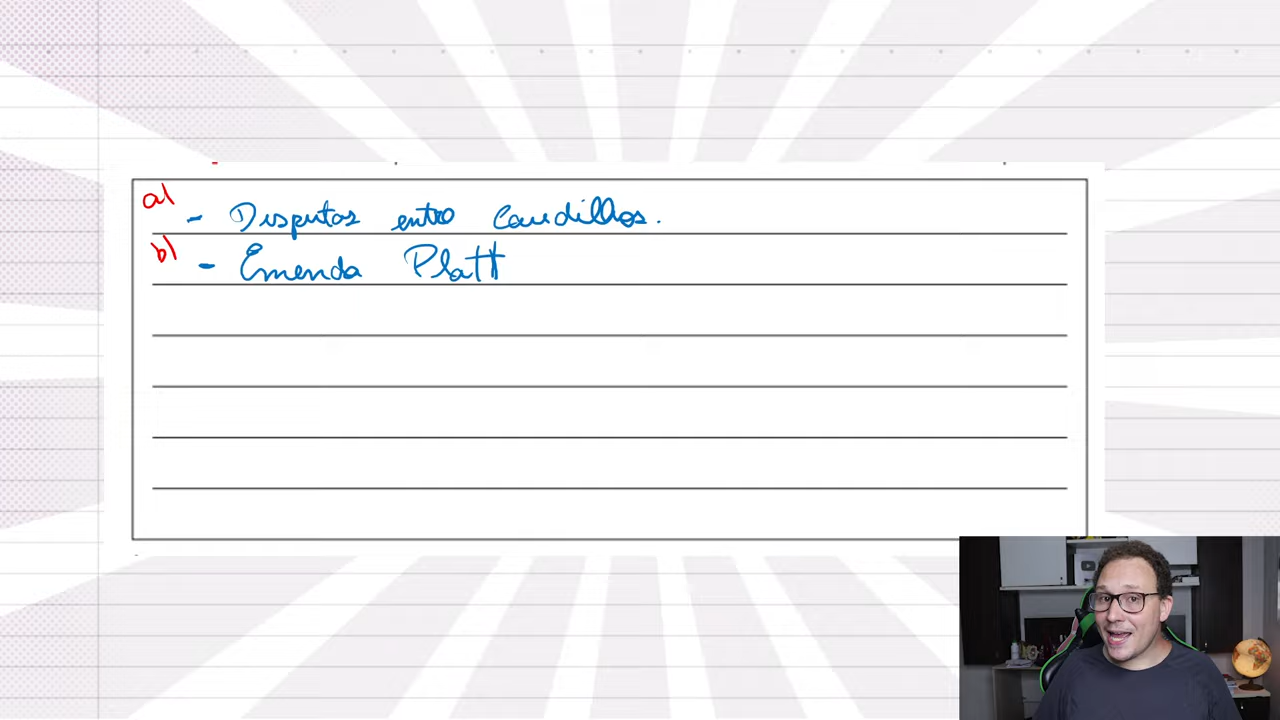 a) - Disputas entre Caudilhos.
b) - Emenda Platt